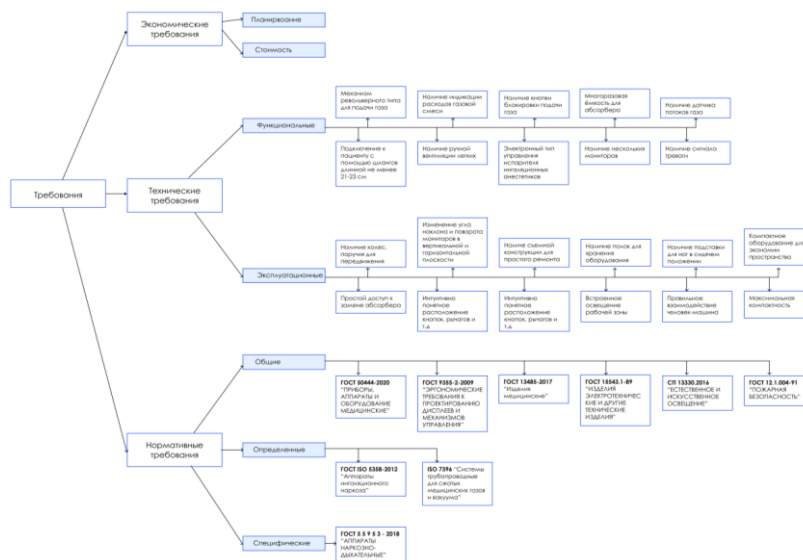 Экономические
требования
Планирвоание
Стоимость
Требования
Технические
требования
Функциональные
Механизм
револьверного типа
для подачи газа
Наличие индикации
расходов газовой
смеси
Наличие кнопки
блокировки подачи
газа
Многоразовая
ёмкость для
абсорбера
Наличие датчика
потоков газа
Подключение к
пациенту с
помощью шлангов
длинной не менее
21-23 см
Наличие ручной
вентиляции легких
Электронный тип
управления
испарителя
ингаляционных
анестетиков
Наличие нескольких
мониторов
Наличие сигнала
тревоги
Эксплуатационные
Наличие колес,
поручня для
передвижения
Изменение угла
наклона и поворота
мониторов в
вертикальной и
горизонтальной
плоскости
Наличе съемной
конструкции для
простого ремонта
Наличие полок для
хранения
оборудования
Наличие подставки
для ног в сидячем
положении
Компактное
оборудование для
экономии
пространства
Простой доступ к
замене абсорбера
Интуитивно
понятное
расположение
кнопок, рычагов и
т.д
Интуитивно
понятное
расположение
кнопок, рычагов и
т.д
Встроенное
освещение
рабочей зоны
Правильное
взаимодействие
человек-машина
Максимальная
компактность
Нормативные
требования
Общие
ГОСТ 50444-2020
"ПРИБОРЫ,
АППАРАТЫ И
ОБОРУДОВАНИЕ
МЕДИЦИНСКИЕ"
ГОСТ 9355-2-2009
"ЭРГОНОМИЧЕСКИЕ
ТРЕБОВАНИЯ К
ПРОЕКТИРОВАНИЮ
ДИСПЛЕЕВ И
МЕХАНИЗМОВ
УПРАВЛЕНИЯ"
ГОСТ 13485-2017
"Изделия
медицинские"
ГОСТ 15543.1-89
"ИЗДЕЛИЯ
ЭЛЕКТРОТЕХНИЧЕС
КИЕ И ДРУГИЕ
ТЕХНИЧЕСКИЕ
ИЗДЕЛИЯ"
СП 13330.2016
"ЕСТЕСТВЕННОЕ И
ИСКУССТВЕННОЕ
ОСВЕЩЕНИЕ"
ГОСТ 12.1.004-91
"ПОЖАРНАЯ
БЕЗОПАСНОСТЬ"
Определенные
ГОСТ ISO 5358-2012
"Аппараты
ингаляционного
наркоза"
ISO 7396 "Системы
трубопроводные
для сжатых
медицинских газов
и вакуума"
Специфические
ГОСТ 5 5 9 5 3 - 2018
"АППАРАТЫ
НАРКОЗНО-
ДЫХАТЕЛЬНЫЕ"